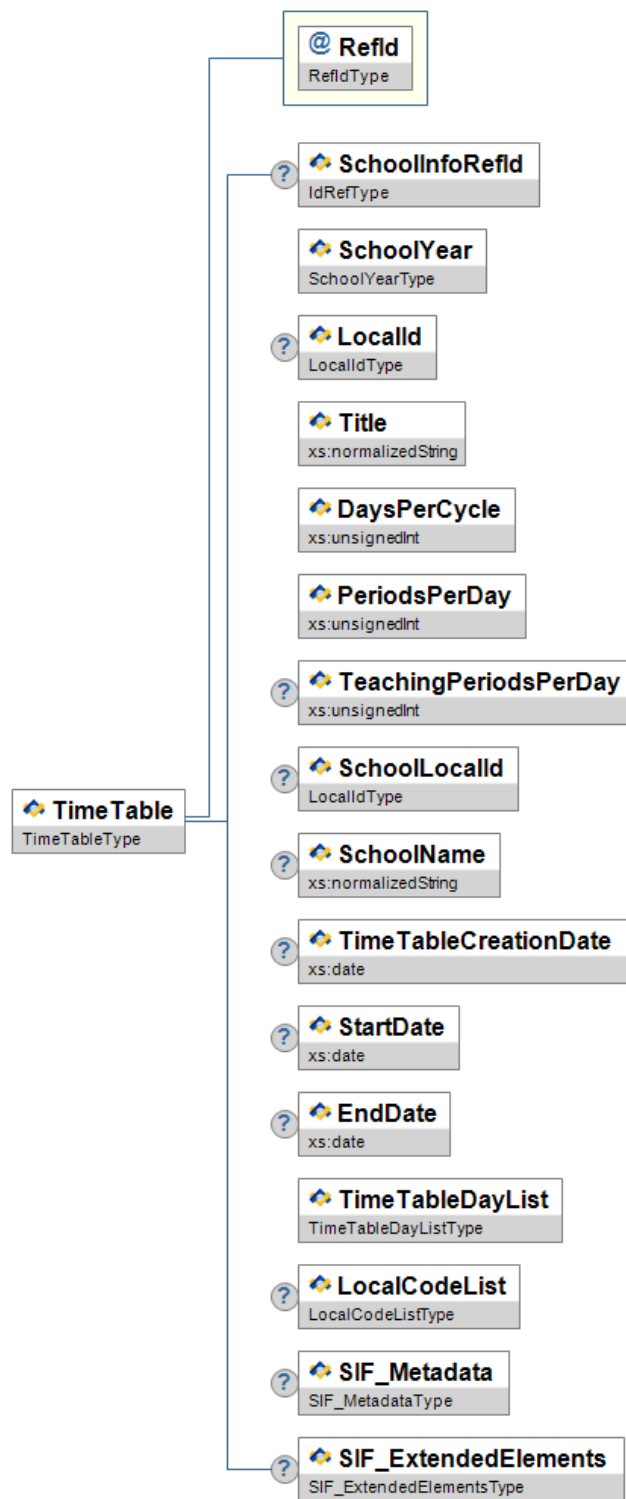 @ RefId
RefIdType
? SchoolInfoRefId
IdRefType
SchoolYear
SchoolYearType
? LocalId
LocalIdType
Title
xs:normalizedString
DaysPerCycle
xs:unsignedInt
PeriodsPerDay
xs:unsignedInt
? TeachingPeriodsPerDay
xs:unsignedInt
? SchoolLocalId
LocalIdType
TimeTable
TimeTableType
? SchoolName
xs:normalizedString
? TimeTableCreationDate
xs:date
? StartDate
xs:date
? EndDate
xs:date
TimeTableDayList
TimeTableDayListType
? LocalCodeList
LocalCodeListType
? SIF_Metadata
SIF_MetadataType
? SIF_ExtendedElements
SIF_ExtendedElementsType